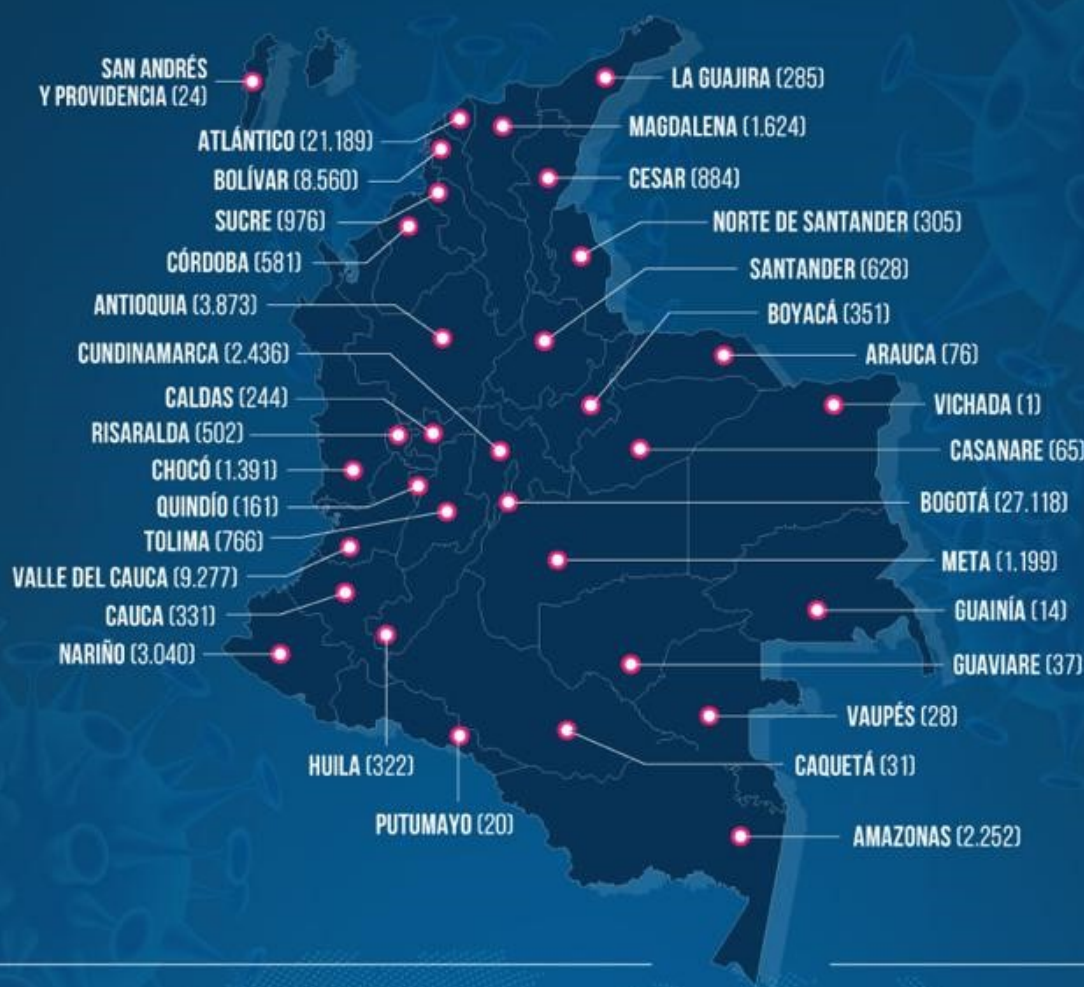 SAN ANDRÉS
Y PROVIDENCIA (24)
ATLÁNTICO (21.189)
BOLÍVAR (8.560)
SUCRE (976)
CÓRDOBA (581)
ANTIOQUIA (3.873)
CUNDINAMARCA (2.436)
CALDAS (244)
RISARALDA (502)
CHOCÓ (1.391)
QUINDÍO (161)
TOLIMA (766)
VALLE DEL CAUCA (9.277)
CAUCA (331)
NARIÑO (3.040)
HUILA (322)
PUTUMAYO (20)
LA GUAJIRA (285)
MAGDALENA (1.624)
CESAR (884)
NORTE DE SANTANDER (305)
SANTANDER (628)
BOYACÁ (351)
ARAUCA (76)
VICHADA (1)
CASANARE (65)
BOGOTÁ (27.118)
META (1.199)
GUAINÍA (14)
GUAVIARE (37)
VAUPÉS (28)
CAQUETÁ (31)
AMAZONAS (2.252)